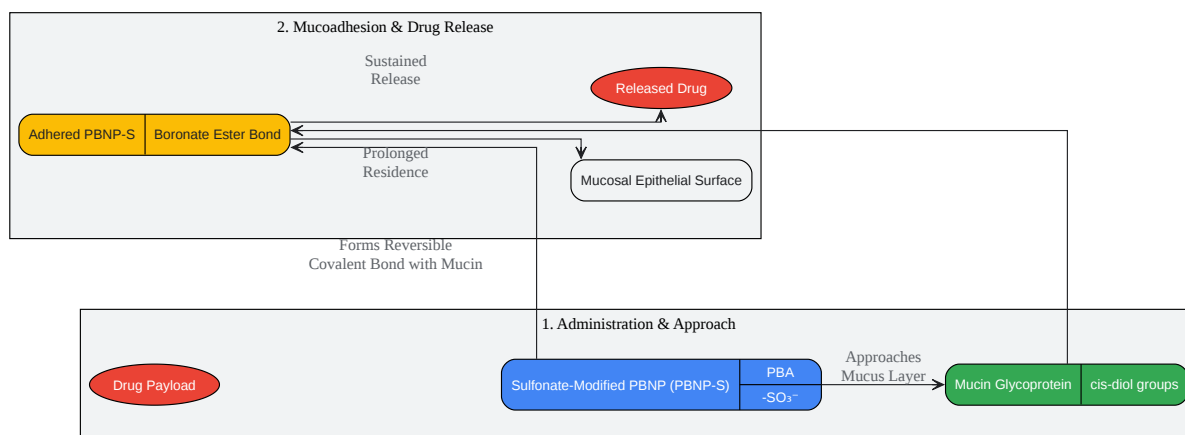 2. Mucoadhesion & Drug Release
Sustained
Release
Released Drug
Adhered PBNP-S
Boronate Ester Bond
Prolonged
Residence
Mucosal Epithelial Surface
Forms Reversible
Covalent Bond with Mucin
1. Administration & Approach
Drug Payload
Sulfonate-Modified PBNP (PBNP-S)
PBA
-SO₃⁻
Approaches
Mucus Layer
Mucin Glycoprotein
cis-diol groups